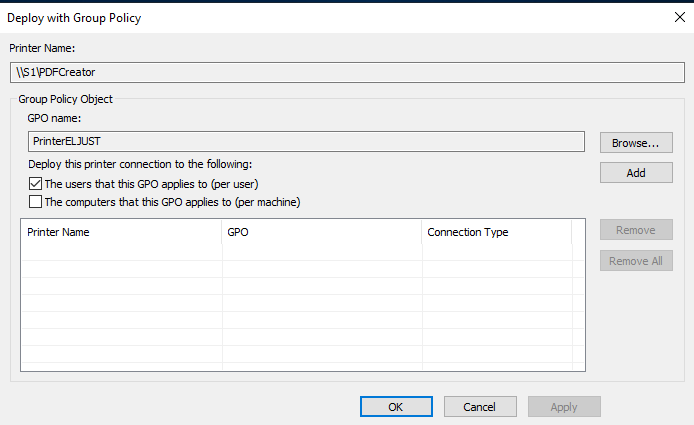 Deploy with Group Policy
Printer Name:
\\S1\PDFCreator
Group Policy Object
GPO name:
PrinterELJUST
Browse...
Deploy this printer connection to the following:
Add
The users that this GPO applies to (per user)
The computers that this GPO applies to (per machine)
Printer Name GPO Connection Type
Remove
Remove All
OK Cancel Apply